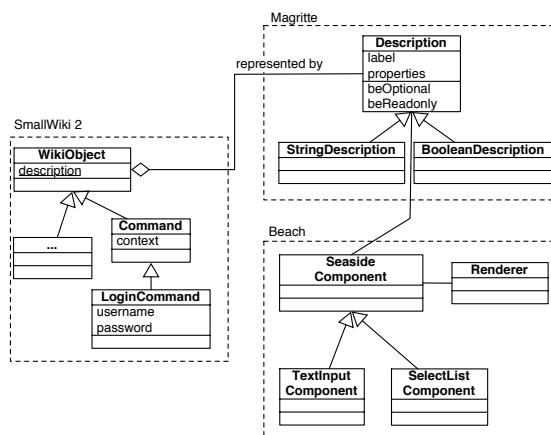 Magritte
Description
label
properties
beOptional
beReadonly
represented by
StringDescription
BooleanDescription
SmallWiki 2
WikiObject
description
...
Command
context
LoginCommand
username
password
Beach
Seaside
Component
Renderer
TextInput
Component
SelectList
Component